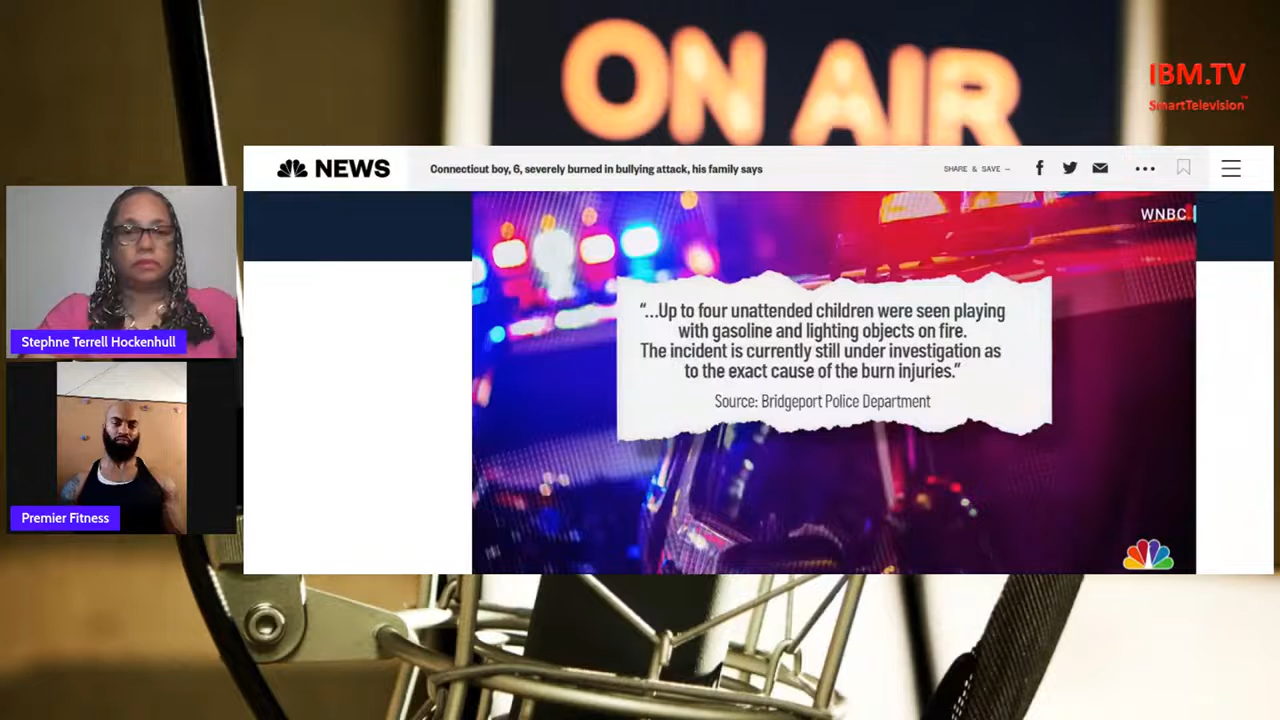 ON AIR
IBM.TV
SmartTelevision™
NEWS
Connecticut boy, 6, severely burned in bullying attack, his family says
SHARE & SAVE —
WNBC
“...Up to four unattended children were seen playing
with gasoline and lighting objects on fire.
The incident is currently still under investigation as
to the exact cause of the burn injuries.”
Source: Bridgeport Police Department
Stephne Terrell Hockenhull
Premier Fitness